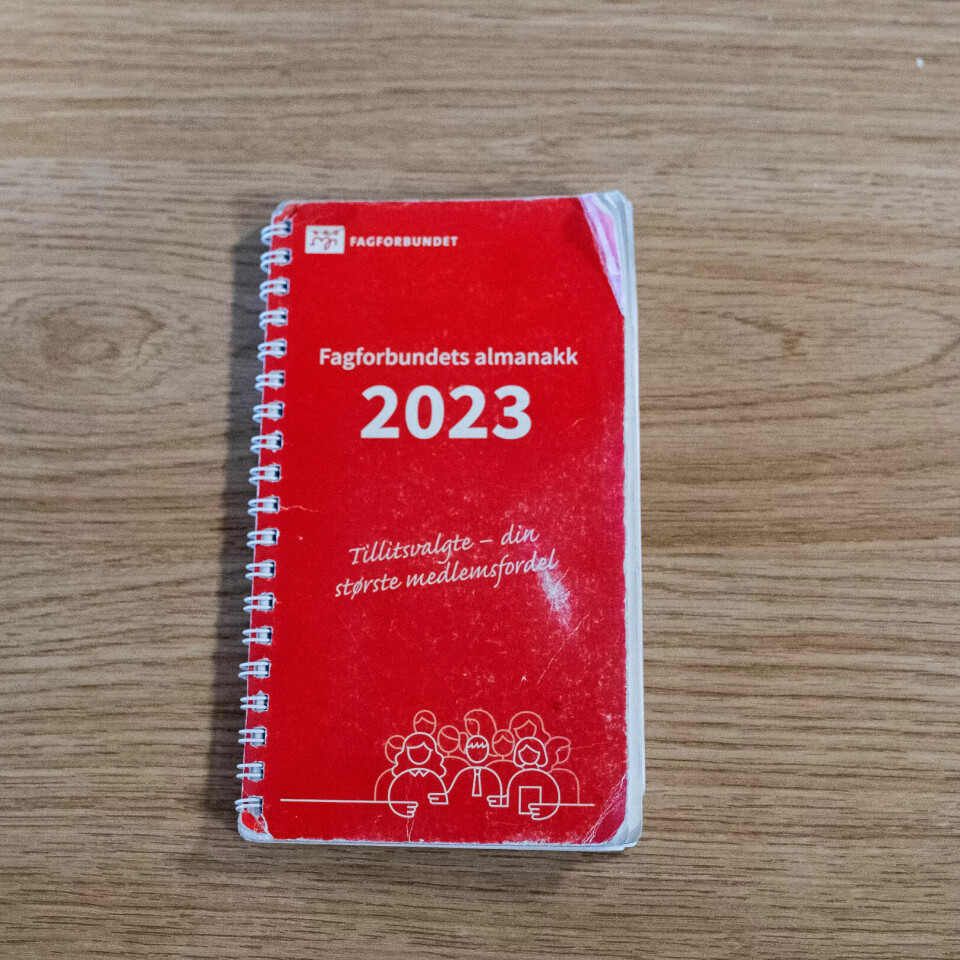 FAGFORBUNDET
Fagforbundets almanakk
2023
Tillitsvalgte – din
største medlemsfordel